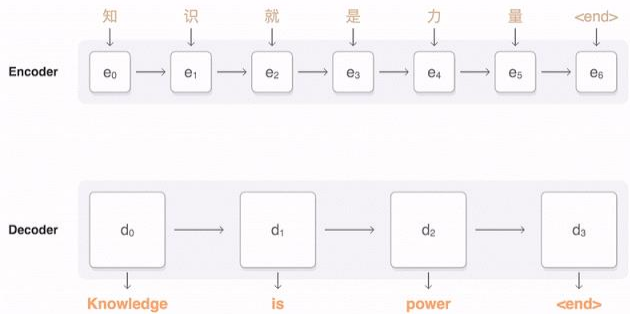 知 识 就 是 力 量 <end>
Encoder e₀ e₁ e₂ e₃ e₄ e₅ e₆
Decoder d₀ d₁ d₂ d₃
Knowledge is power <end>